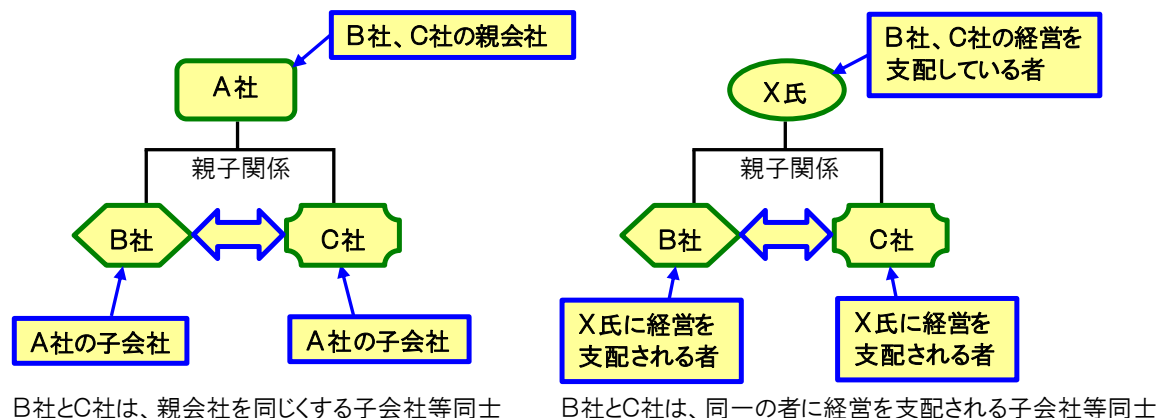 B社、C社の親会社
A社
親子関係
B社
C社
A社の子会社
A社の子会社
B社とC社は、親会社を同じくする子会社等同士
B社、C社の経営を
支配している者
X氏
親子関係
B社
C社
X氏に経営を
支配される者
X氏に経営を
支配される者
B社とC社は、同一の者に経営を支配される子会社等同士